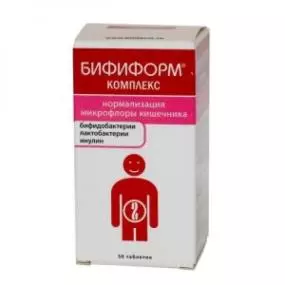 БИФИФОРМ®
КОМПЛЕКС
нормализация
микрофлоры кишечника
бифидобактерии
лактобактерии
инулин
30 таблеток